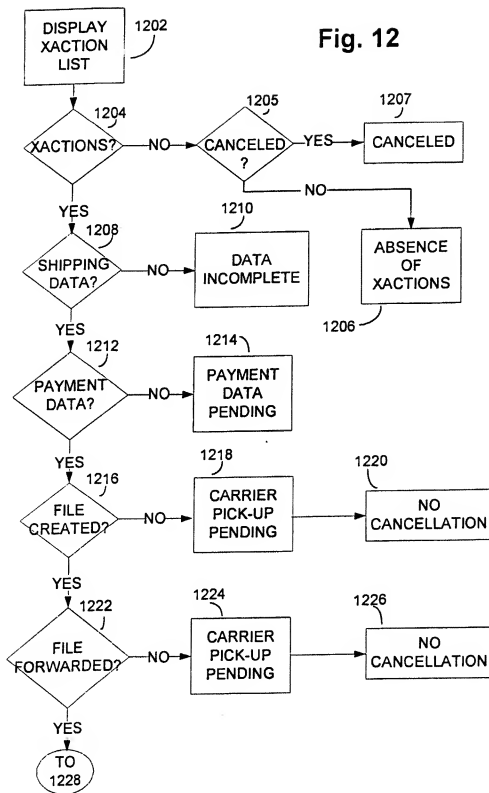 Fig. 12
DISPLAY
XACTION
LIST
1202
1204
XACTIONS?
NO
1205
CANCELED
?
YES
1207
CANCELED
NO
ABSENCE
OF
XACTIONS
1206
YES
1208
SHIPPING
DATA?
NO
1210
DATA
INCOMPLETE
YES
1212
PAYMENT
DATA?
NO
1214
PAYMENT
DATA
PENDING
YES
1216
FILE
CREATED?
NO
1218
CARRIER
PICK-UP
PENDING
1220
NO
CANCELLATION
YES
1222
FILE
FORWARDED?
NO
1224
CARRIER
PICK-UP
PENDING
1226
NO
CANCELLATION
YES
TO
1228